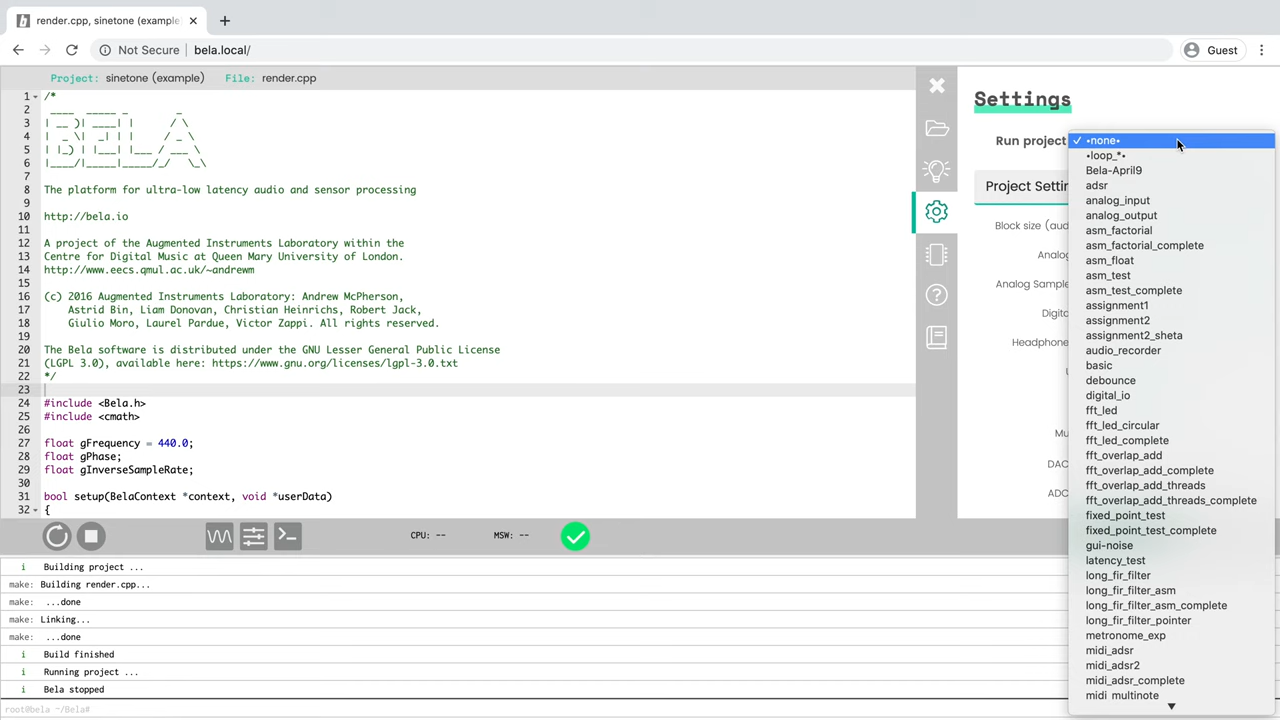 render.cpp, sinetone (example)
Not Secure
bela.local/
Guest
Project: sinetone (example) File: render.cpp
1 /*
2 ____ _____ _ _
3 | __ )| ____| | / \
4 | _ \| _| | | / _ \
5 | |_) | |___| |___ / ___ \
6 |____/|_____|_____/_/ \_\
7
8 The platform for ultra-low latency audio and sensor processing
9
10 http://bela.io
11
12 A project of the Augmented Instruments Laboratory within the
13 Centre for Digital Music at Queen Mary University of London.
14 http://www.eecs.qmul.ac.uk/~andrewm
15
16 (c) 2016 Augmented Instruments Laboratory: Andrew McPherson,
17 Astrid Bin, Liam Donovan, Christian Heinrichs, Robert Jack,
18 Giulio Moro, Laurel Pardue, Victor Zappi. All rights reserved.
19
20 The Bela software is distributed under the GNU Lesser General Public License
21 (LGPL 3.0), available here: https://www.gnu.org/licenses/lgpl-3.0.txt
22 */
23
24 #include <Bela.h>
25 #include <cmath>
26
27 float gFrequency = 440.0;
28 float gPhase;
29 float gInverseSampleRate;
30
31 bool setup(BelaContext *context, void *userData)
32 {
CPU: --
MSW: --
i Building project ...
make: Building render.cpp...
make: ...done
make: Linking...
make: ...done
i Build finished
i Running project ...
i Bela stopped
root@bela ~/Bela#
Settings
Run project
Project Settin
Block size (aud
Analog
Analog Sample
Digita
Headphone
Mu
DAC
ADC
✓ •none•
•loop_*•
Bela-April9
adsr
analog_input
analog_output
asm_factorial
asm_factorial_complete
asm_float
asm_test
asm_test_complete
assignment1
assignment2
assignment2_sheta
audio_recorder
basic
debounce
digital_io
fft_led
fft_led_circular
fft_led_complete
fft_overlap_add
fft_overlap_add_complete
fft_overlap_add_threads
fft_overlap_add_threads_complete
fixed_point_test
fixed_point_test_complete
gui-noise
latency_test
long_fir_filter
long_fir_filter_asm
long_fir_filter_asm_complete
long_fir_filter_pointer
metronome_exp
midi_adsr
midi_adsr2
midi_adsr_complete
midi multinote